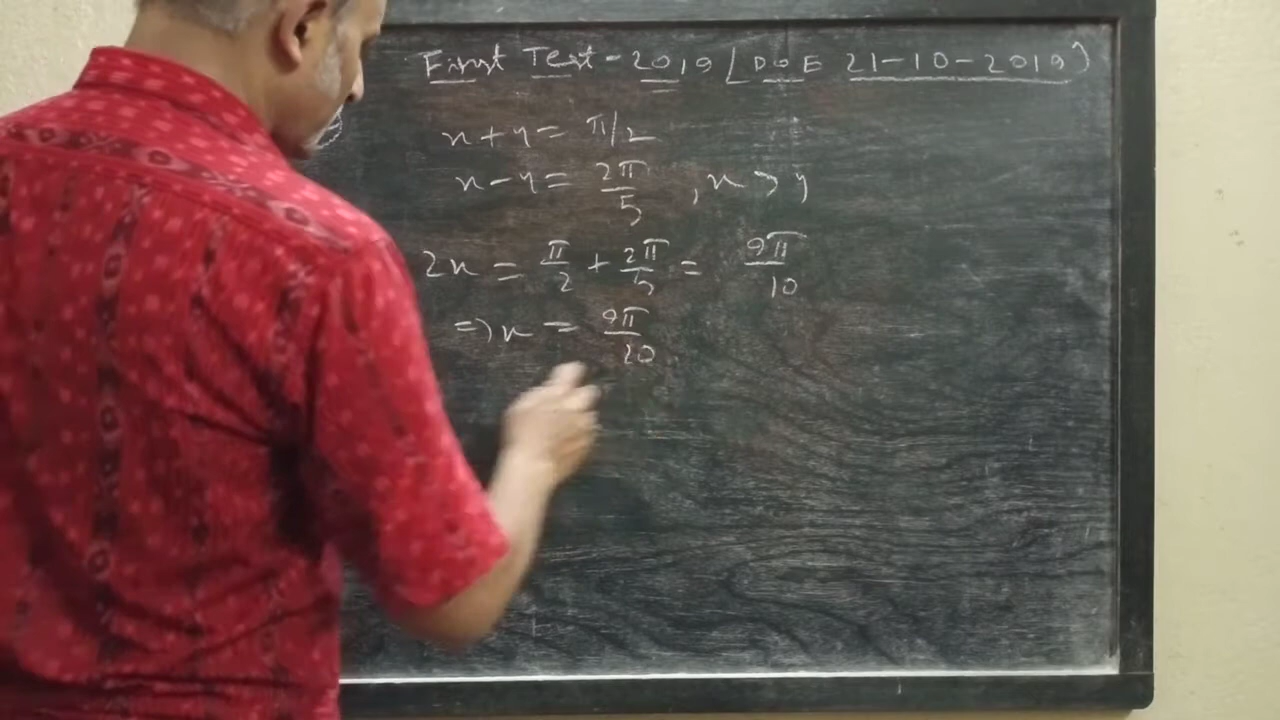 First Test - 2019 [DOE 21-10-2019)
x + y = π/2
x - y = 2π/5 , x > y
2x = π/2 + 2π/5 = 9π/10
=> x = 9π/20